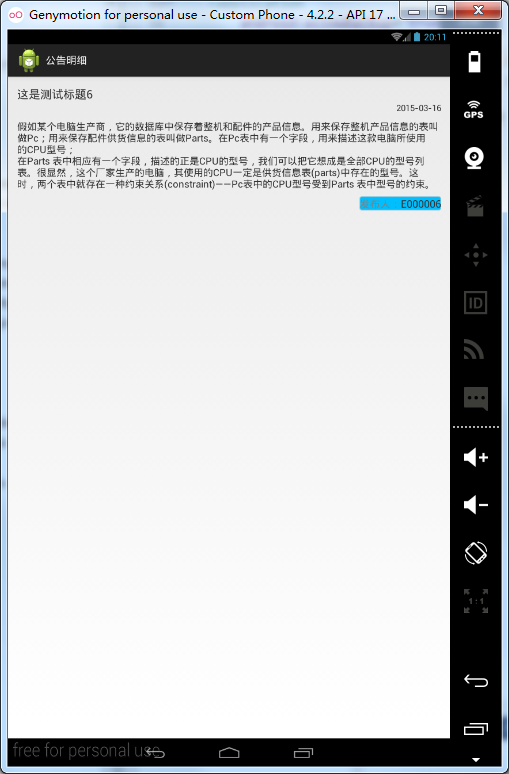 Genymotion for personal use - Custom Phone - 4.2.2 - API 17 ...
20:11
公告明细
GPS
这是测试标题6
2015-03-16
假如某个电脑生产商，它的数据库中保存着整机和配件的产品信息。用来保存整机产品信息的表叫
做Pc；用来保存配件供货信息的表叫做Parts。在Pc表中有一个字段，用来描述这款电脑所使用
的CPU型号；
在Parts 表中相应有一个字段，描述的正是CPU的型号，我们可以把它想成是全部CPU的型号列
表。很显然，这个厂家生产的电脑，其使用的CPU一定是供货信息表(parts)中存在的型号。这
时，两个表中就存在一种约束关系(constraint)——Pc表中的CPU型号受到Parts 表中型号的约束。
E000006
ID
1:1
free for personal use